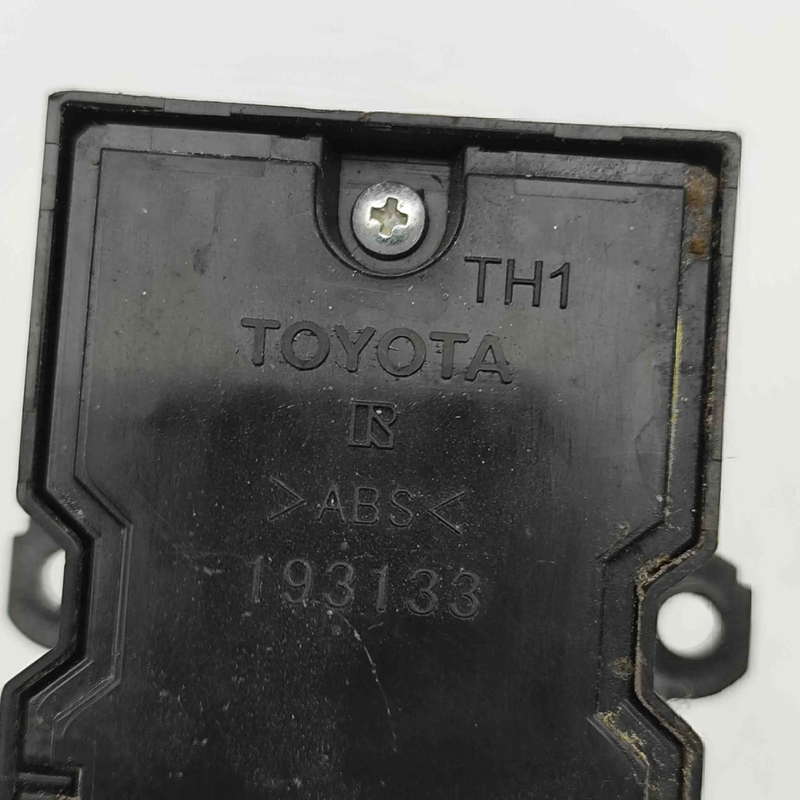 TH1
TOYOTA
R
>ABS<
193133